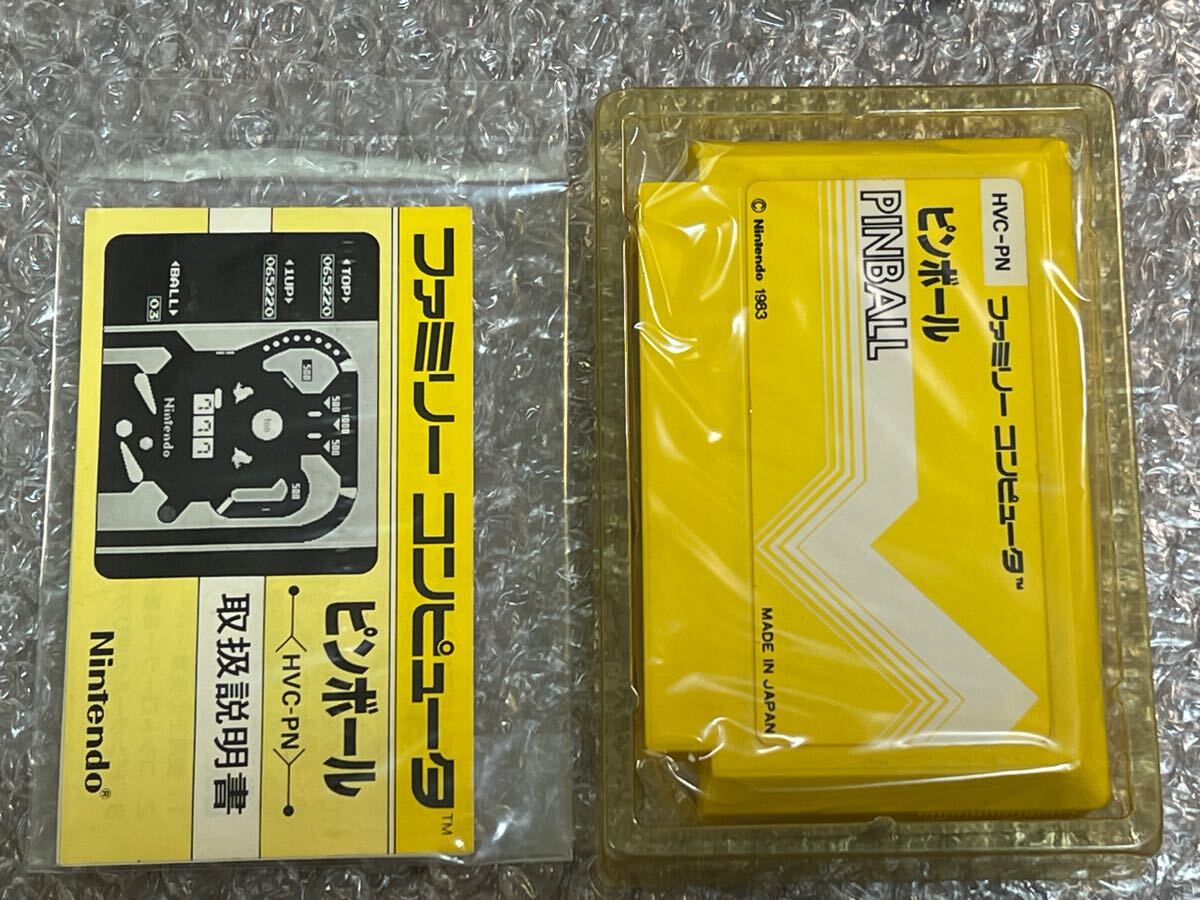 ファミリー コンピュータ™
◀TOP▶
065220
◀1UP▶
065220
◀BALL▶
03
500
500
1000
500
100
500
Nintendo
ピンボール
〈HVC-PN〉
取扱説明書
Nintendo®
HVC-PN
ファミリー コンピュータ™
ピンボール
PINBALL
© Nintendo 1983
MADE IN JAPAN